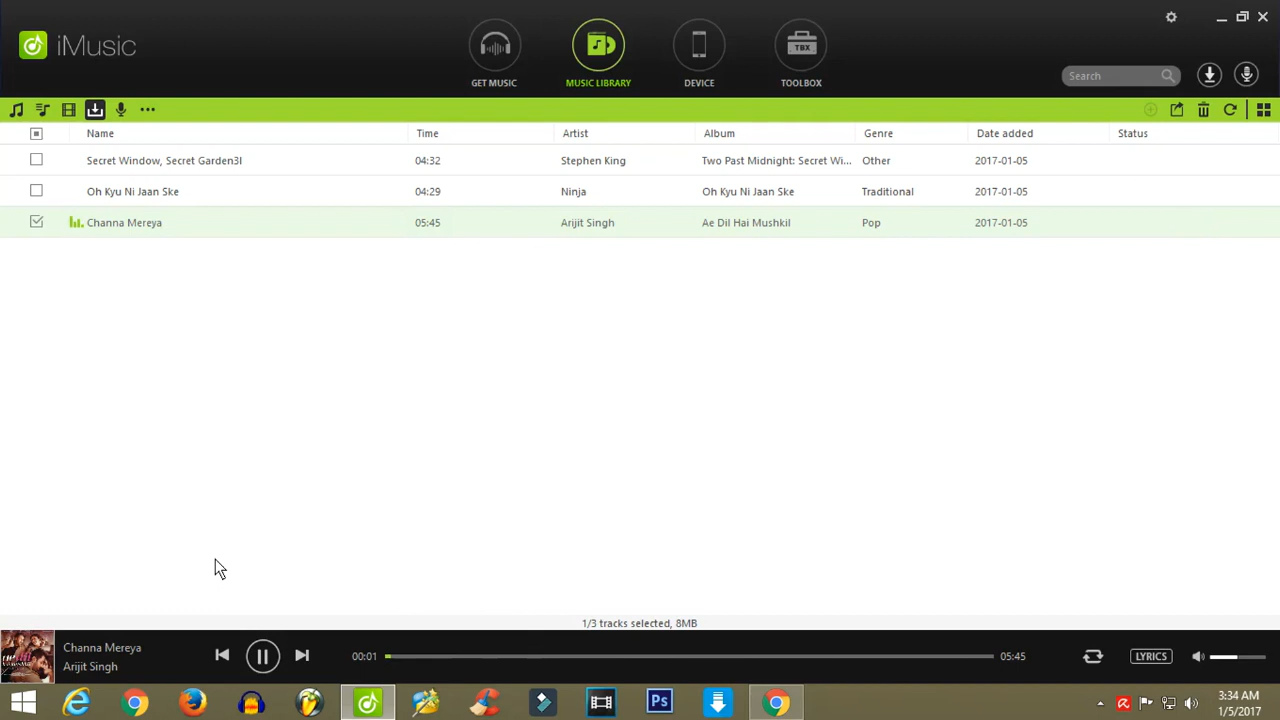 iMusic
GET MUSIC
MUSIC LIBRARY
DEVICE
TBX
TOOLBOX
Search
Name Time Artist Album Genre Date added Status
Secret Window, Secret Garden3l 04:32 Stephen King Two Past Midnight: Secret Wi... Other 2017-01-05
Oh Kyu Ni Jaan Ske 04:29 Ninja Oh Kyu Ni Jaan Ske Traditional 2017-01-05
Channa Mereya 05:45 Arijit Singh Ae Dil Hai Mushkil Pop 2017-01-05
1/3 tracks selected, 8MB
Channa Mereya
Arijit Singh
00:01
05:45
LYRICS
Ps
3:34 AM
1/5/2017